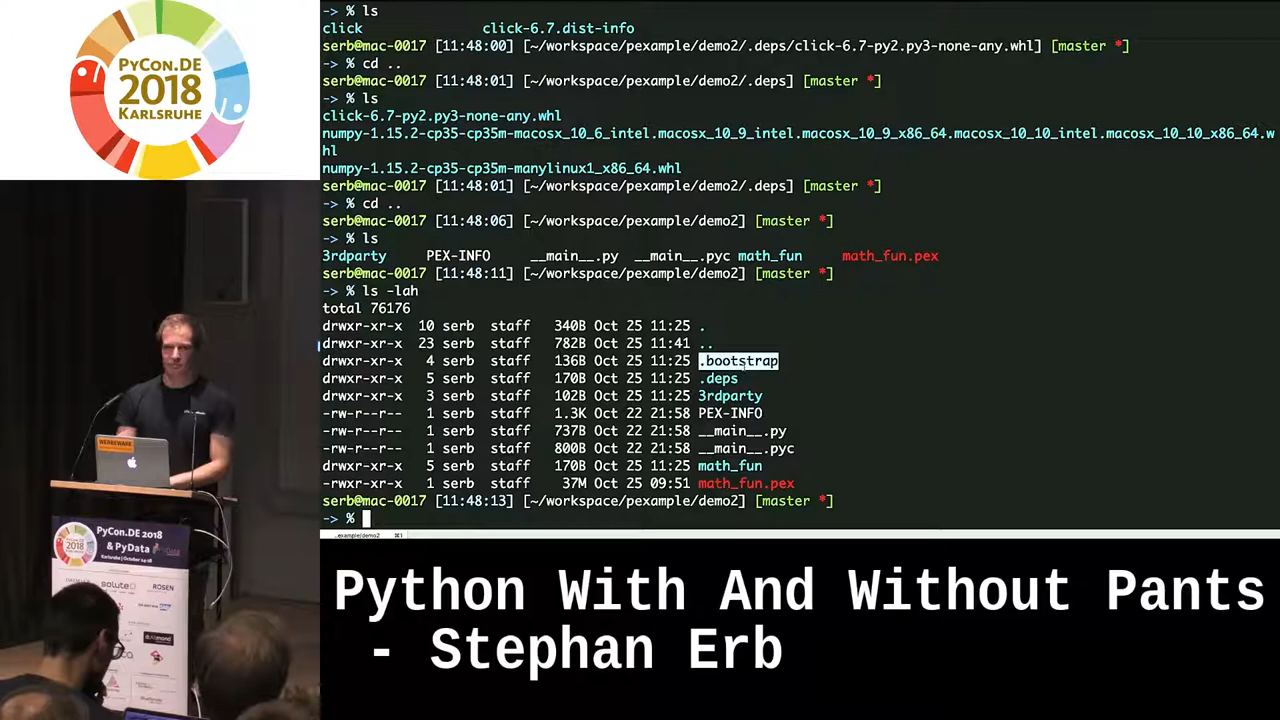 PYCON.DE
2018
KARLSRUHE
-> % ls
click click-6.7.dist-info
serb@mac-0017 [11:48:00] [~/workspace/pexample/demo2/.deps/click-6.7-py2.py3-none-any.whl] [master *]
-> % cd ..
serb@mac-0017 [11:48:01] [~/workspace/pexample/demo2/.deps] [master *]
-> % ls
click-6.7-py2.py3-none-any.whl
numpy-1.15.2-cp35-cp35m-macosx_10_6_intel.macosx_10_9_intel.macosx_10_9_x86_64.macosx_10_10_intel.macosx_10_10_x86_64.w
hl
numpy-1.15.2-cp35-cp35m-manylinux1_x86_64.whl
serb@mac-0017 [11:48:01] [~/workspace/pexample/demo2/.deps] [master *]
-> % cd ..
serb@mac-0017 [11:48:06] [~/workspace/pexample/demo2] [master *]
-> % ls
3rdparty PEX-INFO __main__.py __main__.pyc math_fun math_fun.pex
serb@mac-0017 [11:48:11] [~/workspace/pexample/demo2] [master *]
-> % ls -lah
total 76176
drwxr-xr-x 10 serb staff 340B Oct 25 11:25 .
drwxr-xr-x 23 serb staff 782B Oct 25 11:41 ..
drwxr-xr-x 4 serb staff 136B Oct 25 11:25 .bootstrap
drwxr-xr-x 5 serb staff 170B Oct 25 11:25 .deps
drwxr-xr-x 3 serb staff 102B Oct 25 11:25 3rdparty
-rw-r--r-- 1 serb staff 1.3K Oct 22 21:58 PEX-INFO
-rw-r--r-- 1 serb staff 737B Oct 22 21:58 __main__.py
-rw-r--r-- 1 serb staff 800B Oct 22 21:58 __main__.pyc
drwxr-xr-x 5 serb staff 170B Oct 25 11:25 math_fun
-rwxr-xr-x 1 serb staff 37M Oct 25 09:51 math_fun.pex
serb@mac-0017 [11:48:13] [~/workspace/pexample/demo2] [master *]
-> %
Python With And Without Pants
- Stephan Erb
WERBEWARE
PyCon.DE 2018
& PyData
Karlsruhe | October 24-28
solute
ROSEN